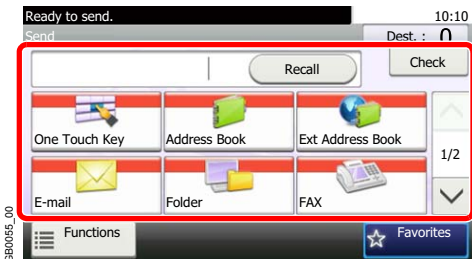 Ready to send.
10:10
Send
Dest. : 0
Recall
Check
One Touch Key
Address Book
Ext Address Book
1/2
E-mail
Folder
FAX
GB0055_00
Functions
Favorites